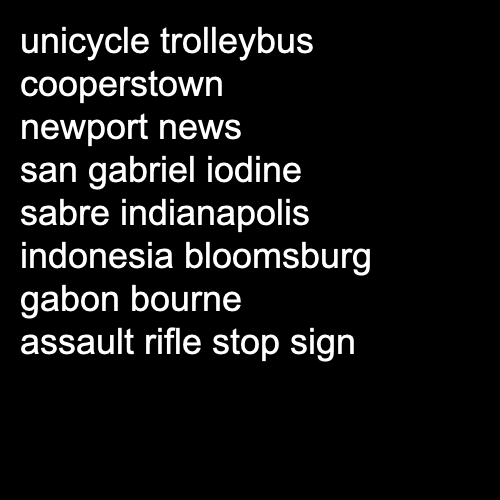 unicycle trolleybus
cooperstown
newport news
san gabriel iodine
sabre indianapolis
indonesia bloomsburg
gabon bourne
assault rifle stop sign